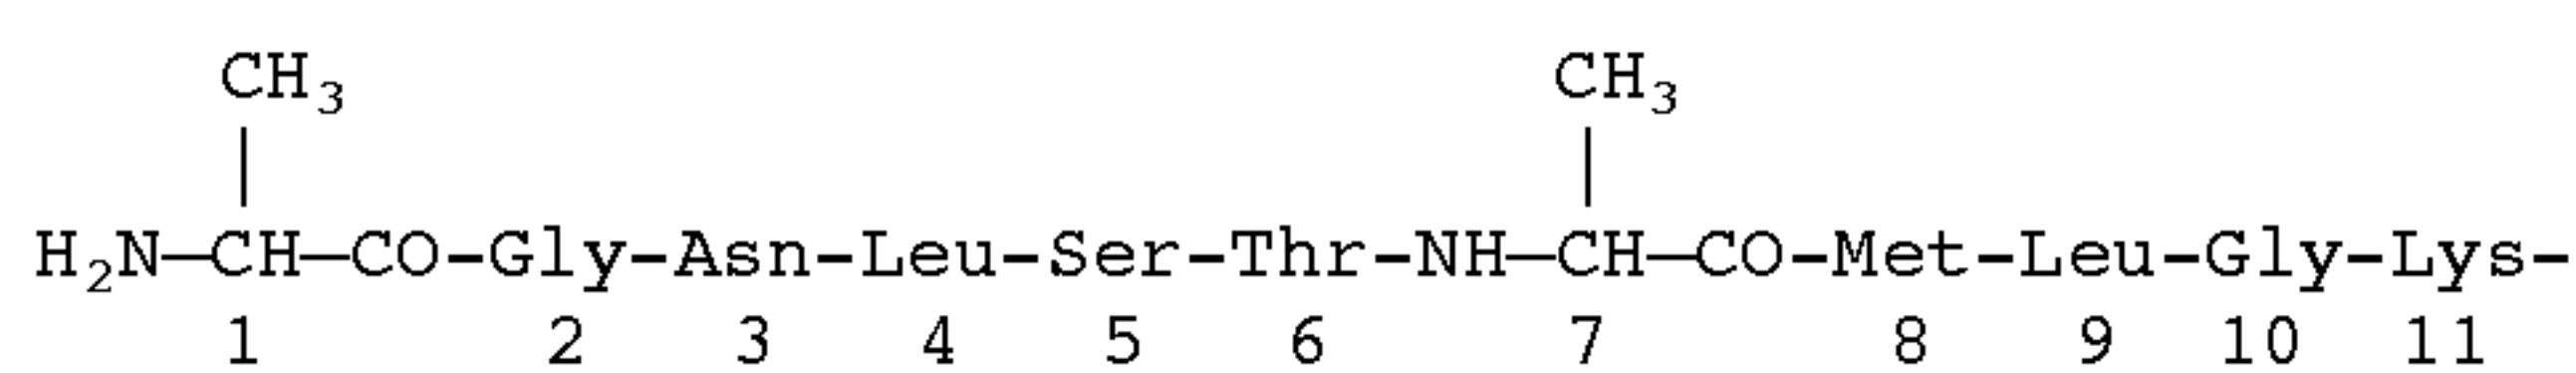 CH₃ CH₃
H₂N—CH—CO-Gly-Asn-Leu-Ser-Thr-NH—CH—CO-Met-Leu-Gly-Lys-
1 2 3 4 5 6 7 8 9 10 11